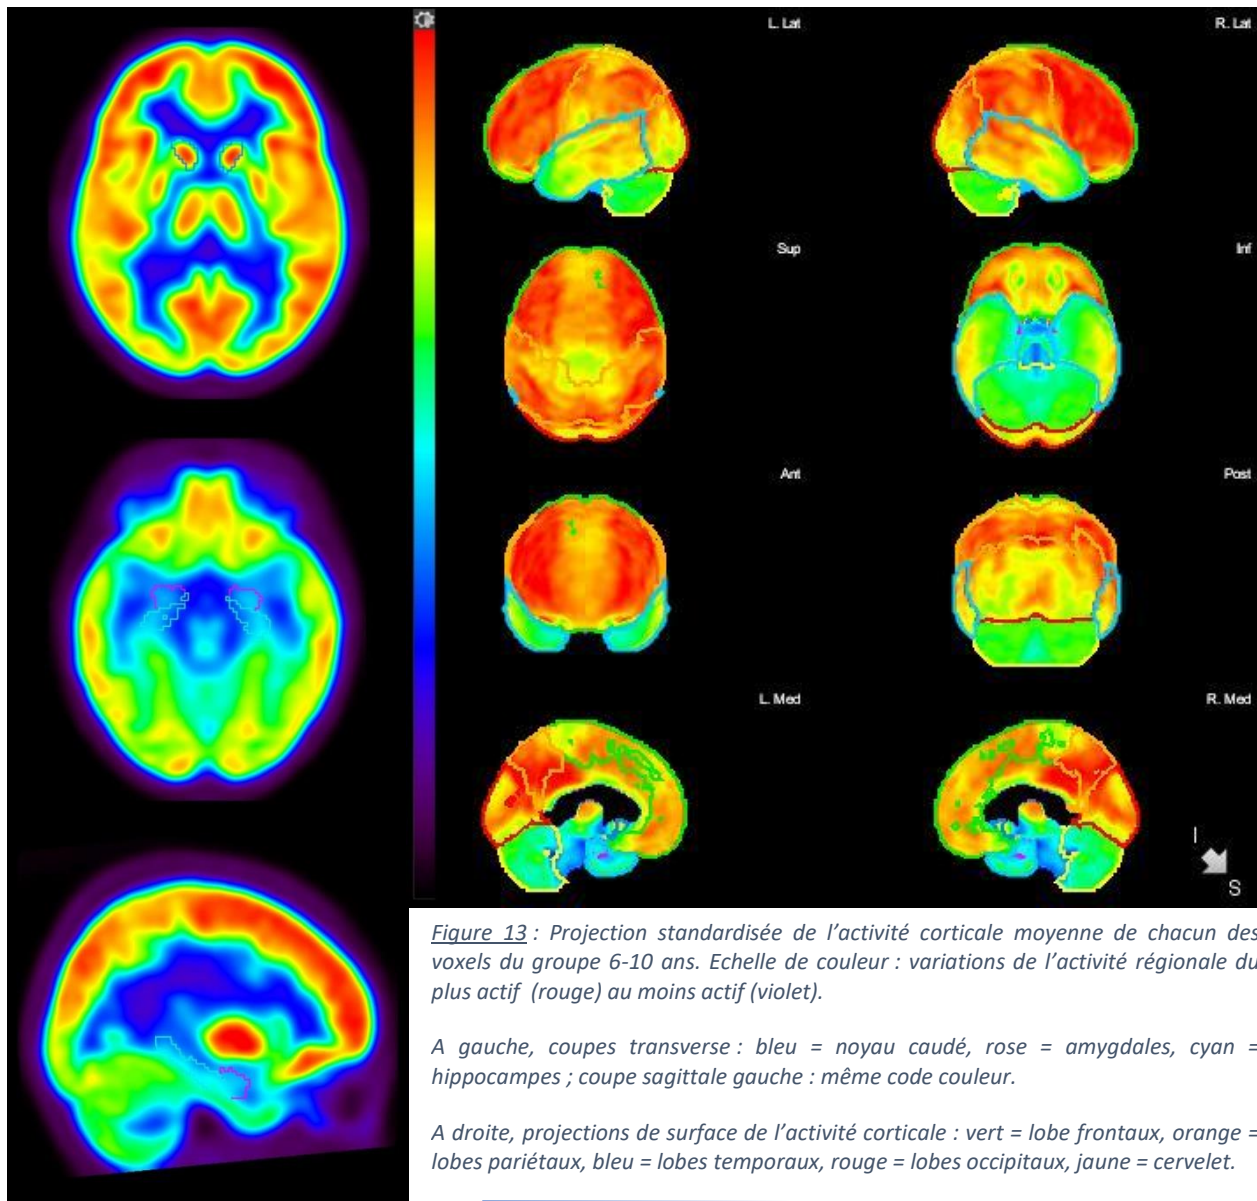 L. Lat
R. Lat
Sup
Inf
Ant
Post
L. Med
R. Med
I
S
Figure 13 : Projection standardisée de l'activité corticale moyenne de chacun des
voxels du groupe 6-10 ans. Echelle de couleur : variations de l'activité régionale du
plus actif (rouge) au moins actif (violet).
A gauche, coupes transverse : bleu = noyau caudé, rose = amygdales, cyan =
hippocampes ; coupe sagittale gauche : même code couleur.
A droite, projections de surface de l'activité corticale : vert = lobe frontaux, orange =
lobes pariétaux, bleu = lobes temporaux, rouge = lobes occipitaux, jaune = cervelet.